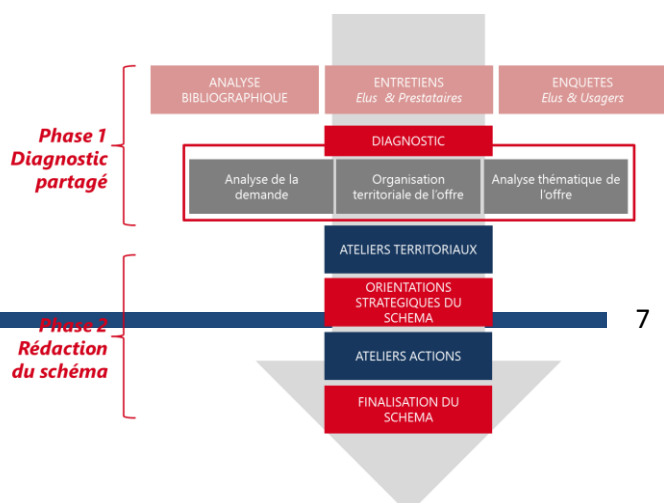 ANALYSE
BIBLIOGRAPHIQUE
ENTRETIENS
Elus & Prestataires
ENQUETES
Elus & Usagers
Phase 1
Diagnostic
partagé
DIAGNOSTIC
Analyse de la
demande
Organisation
territoriale de l'offre
Analyse thématique de
l'offre
ATELIERS TERRITORIAUX
ORIENTATIONS
STRATEGIQUES DU
SCHEMA
7
Phase 2
Rédaction
du schéma
ATELIERS ACTIONS
FINALISATION DU
SCHEMA